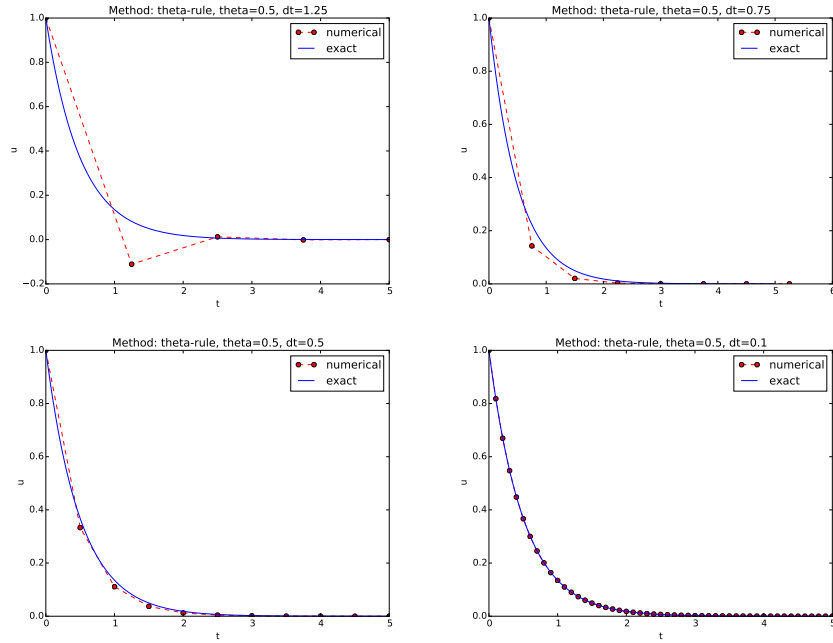 Method: theta-rule, theta=0.5, dt=1.25
1.0
0.8
0.6
0.4
0.2
0.0
−0.2
u
0
1
2
3
4
5
t
numerical
exact
Method: theta-rule, theta=0.5, dt=0.75
1.0
0.8
0.6
0.4
0.2
0.0
u
0
1
2
3
4
5
6
t
numerical
exact
Method: theta-rule, theta=0.5, dt=0.5
1.0
0.8
0.6
0.4
0.2
0.0
u
0
1
2
3
4
5
t
numerical
exact
Method: theta-rule, theta=0.5, dt=0.1
1.0
0.8
0.6
0.4
0.2
0.0
u
0
1
2
3
4
5
t
numerical
exact